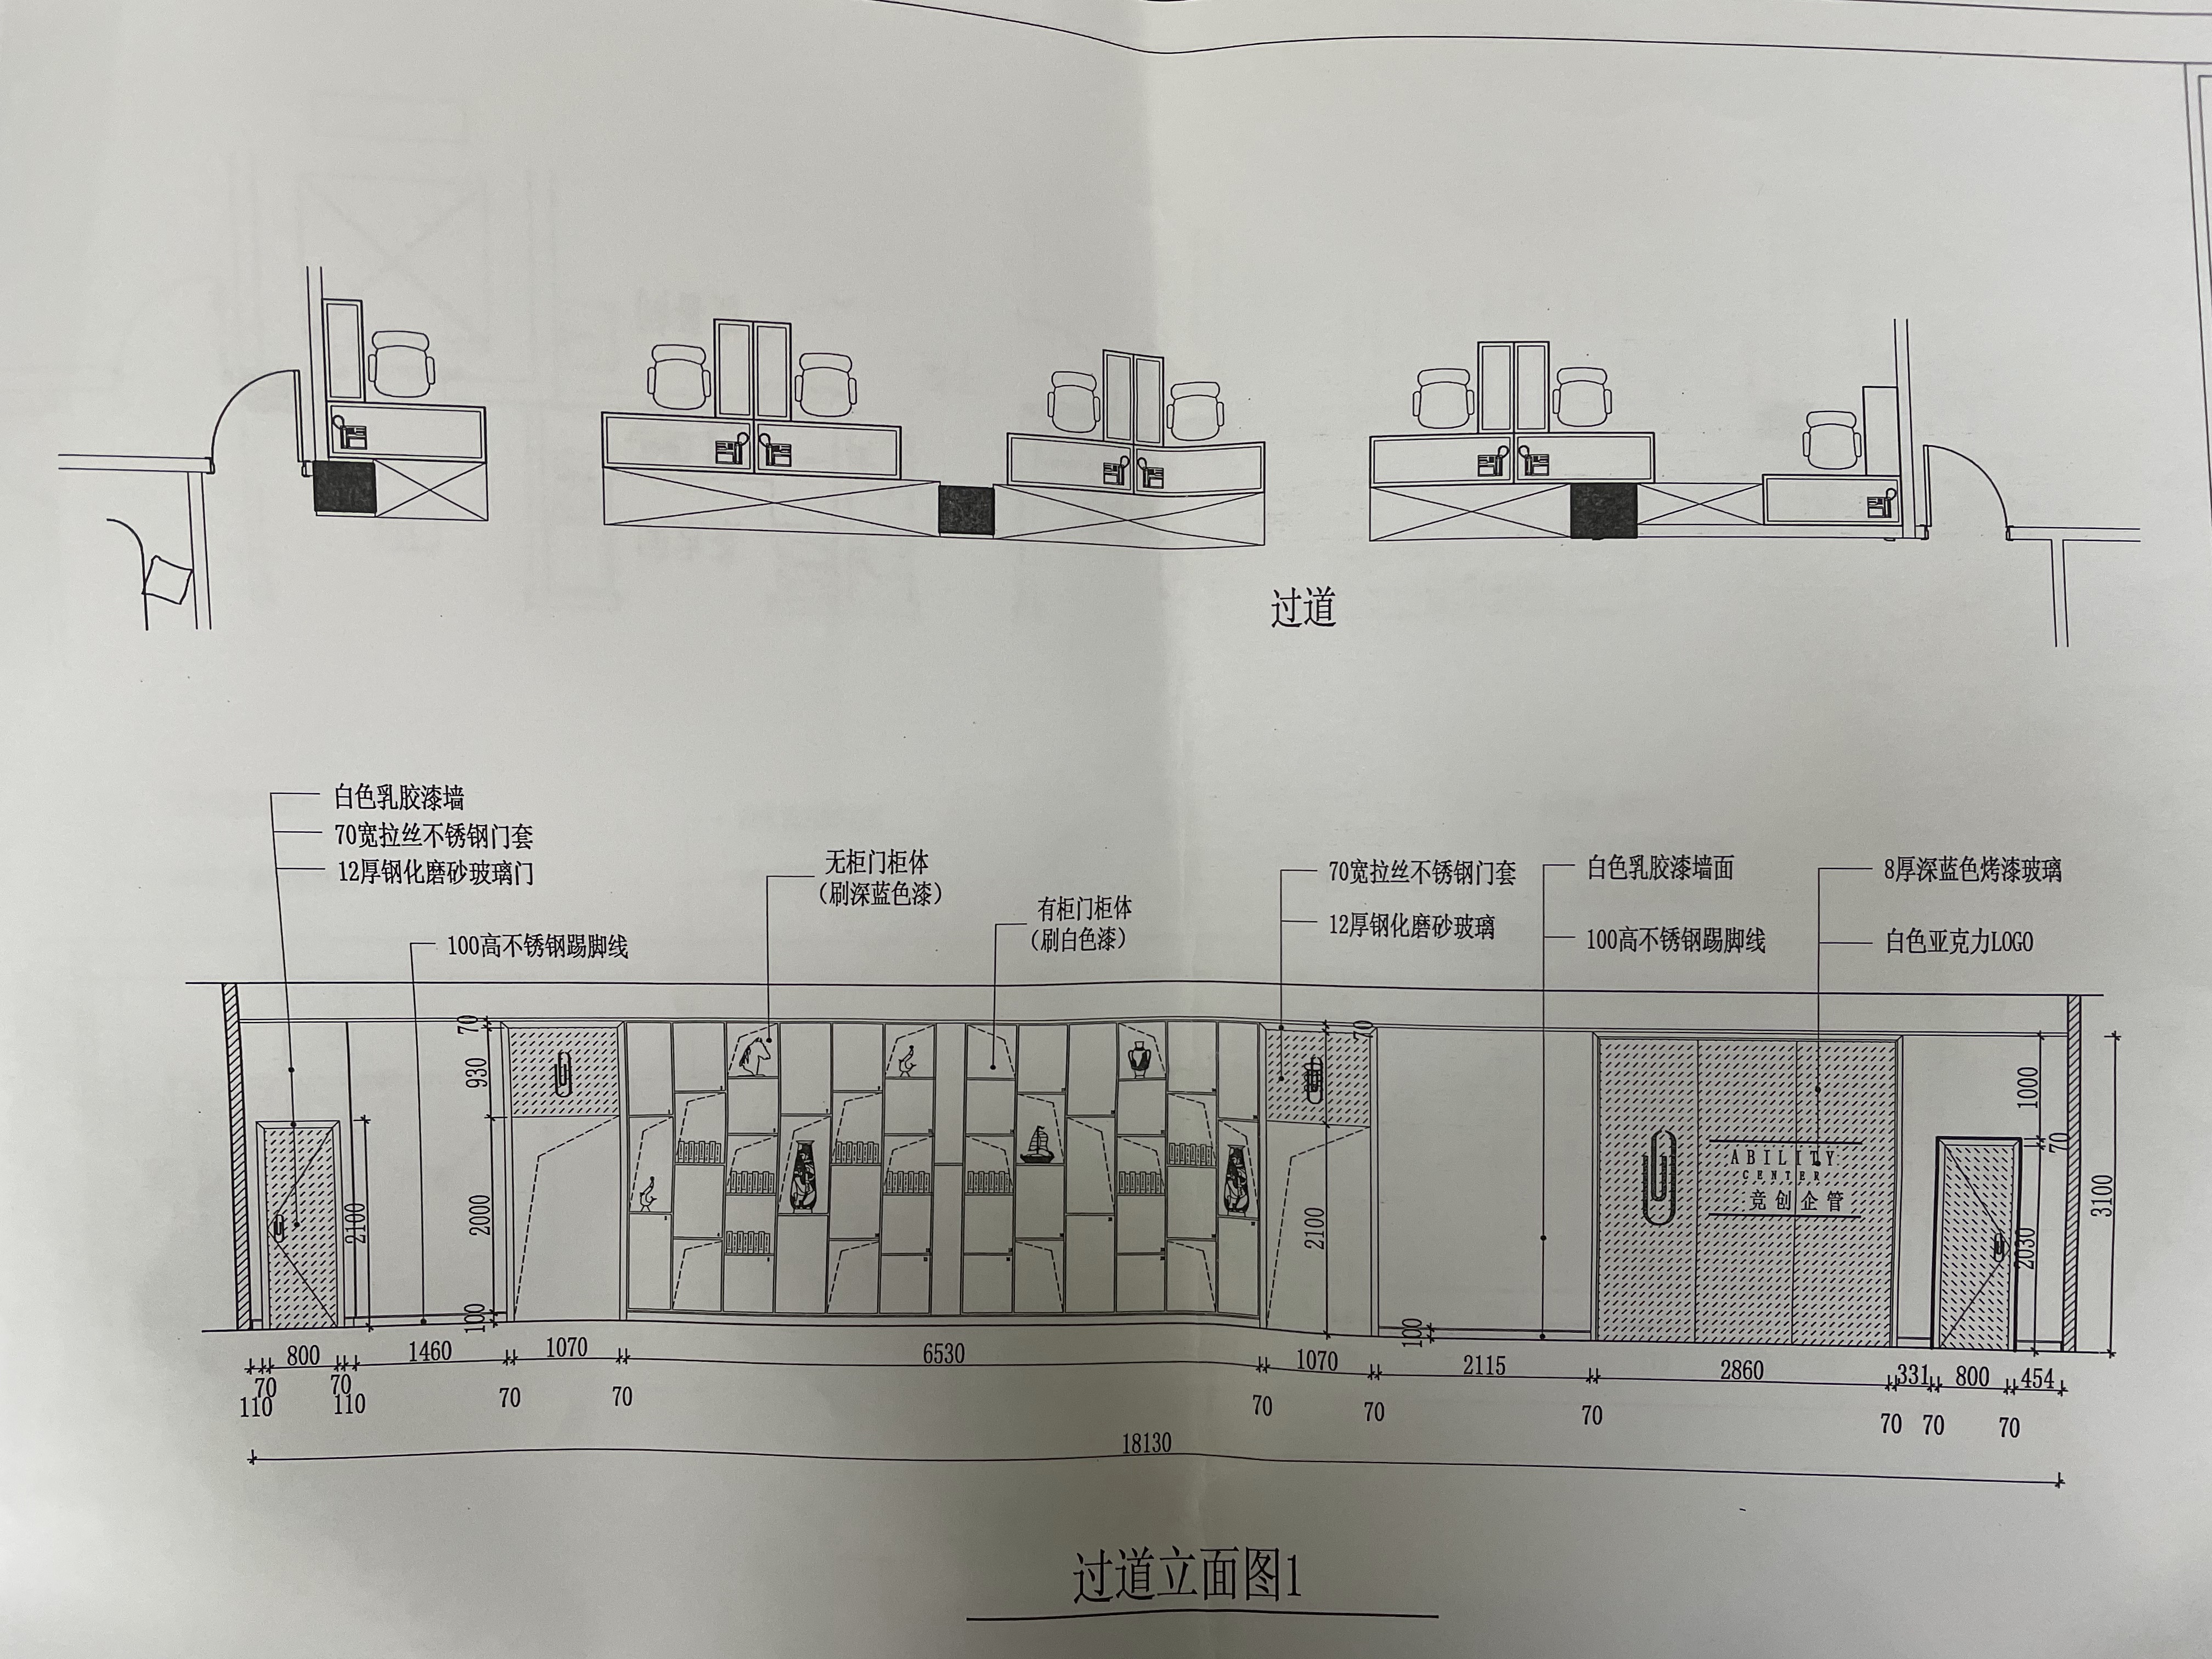 过道
白色乳胶漆墙
70宽拉丝不锈钢门套
12厚钢化磨砂玻璃门
100高不锈钢踢脚线
无柜门柜体
(刷深蓝色漆)
有柜门柜体
(刷白色漆)
70宽拉丝不锈钢门套
12厚钢化磨砂玻璃
白色乳胶漆墙面
100高不锈钢踢脚线
8厚深蓝色烤漆玻璃
白色亚克力LOGO
70
930
2000
100
2100
70
2100
100
ABILITY
CENTER
竞创企管
1000
70
2030
3100
800
1460
1070
6530
1070
2115
2860
331
800
454
70
70
110
110
70
70
70
70
70
70
70
70
18130
过道立面图1